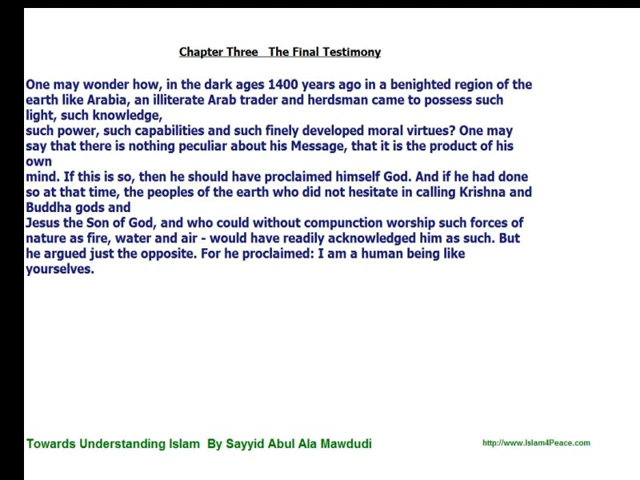 Chapter Three   The Final Testimony
One may wonder how, in the dark ages 1400 years ago in a benighted region of the
earth like Arabia, an illiterate Arab trader and herdsman came to possess such
light, such knowledge,
such power, such capabilities and such finely developed moral virtues? One may
say that there is nothing peculiar about his Message, that it is the product of his
own
mind. If this is so, then he should have proclaimed himself God. And if he had done
so at that time, the peoples of the earth who did not hesitate in calling Krishna and
Buddha gods and
Jesus the Son of God, and who could without compunction worship such forces of
nature as fire, water and air - would have readily acknowledged him as such. But
he argued just the opposite. For he proclaimed: I am a human being like
yourselves.
Towards Understanding Islam  By Sayyid Abul Ala Mawdudi
http://www.Islam4Peace.com